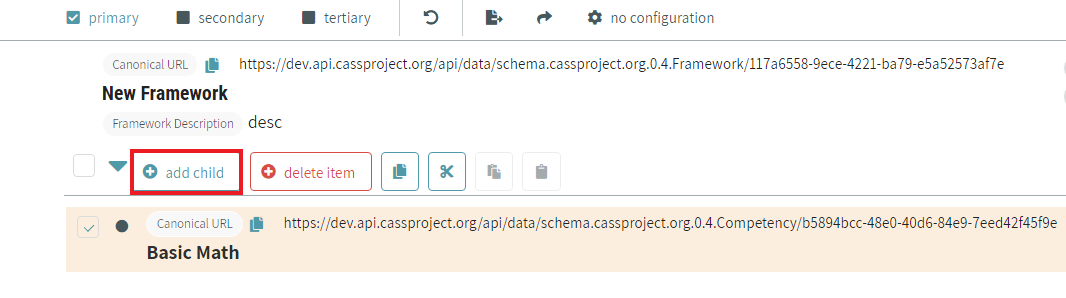 primary secondary tertiary no configuration
Canonical URL https://dev.api.cassproject.org/api/data/schema.cassproject.org.0.4.Framework/117a6558-9ece-4221-ba79-e5a52573af7e
New Framework
Framework Description desc
add child delete item
Canonical URL https://dev.api.cassproject.org/api/data/schema.cassproject.org.0.4.Competency/b5894bcc-48e0-40d6-84e9-7eed42f45f9e
Basic Math